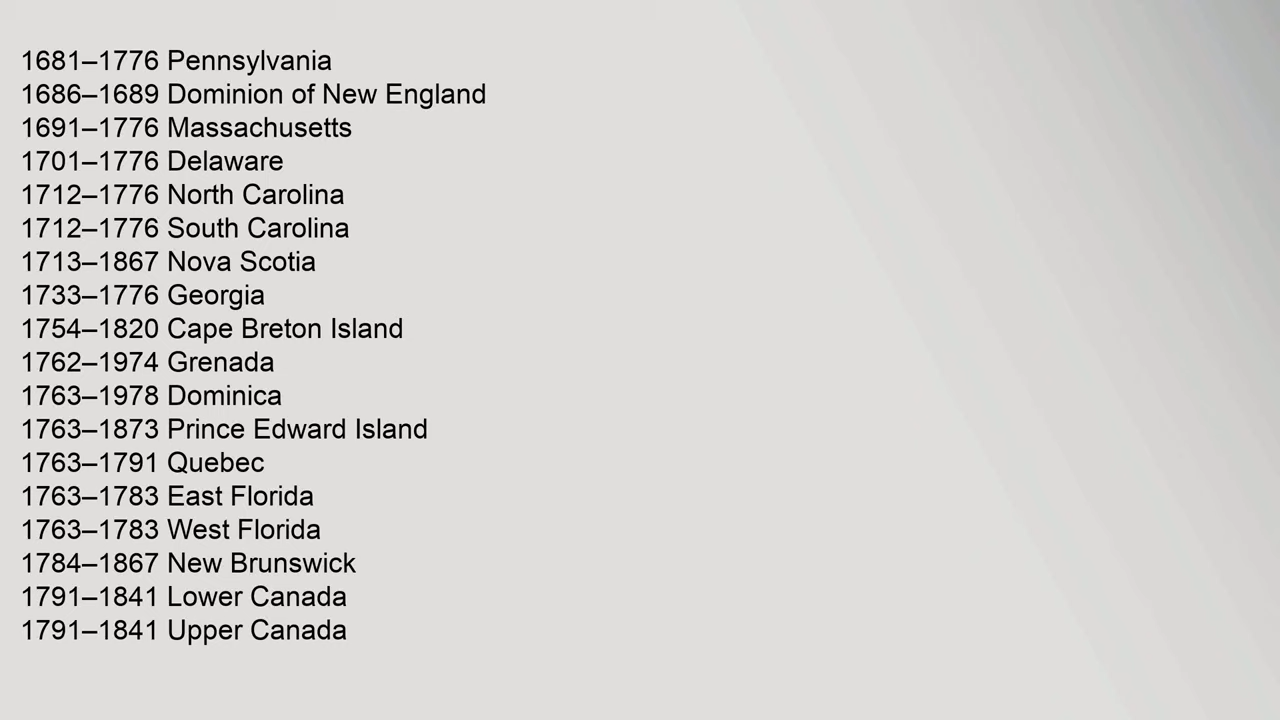 1681–1776 Pennsylvania
1686–1689 Dominion of New England
1691–1776 Massachusetts
1701–1776 Delaware
1712–1776 North Carolina
1712–1776 South Carolina
1713–1867 Nova Scotia
1733–1776 Georgia
1754–1820 Cape Breton Island
1762–1974 Grenada
1763–1978 Dominica
1763–1873 Prince Edward Island
1763–1791 Quebec
1763–1783 East Florida
1763–1783 West Florida
1784–1867 New Brunswick
1791–1841 Lower Canada
1791–1841 Upper Canada